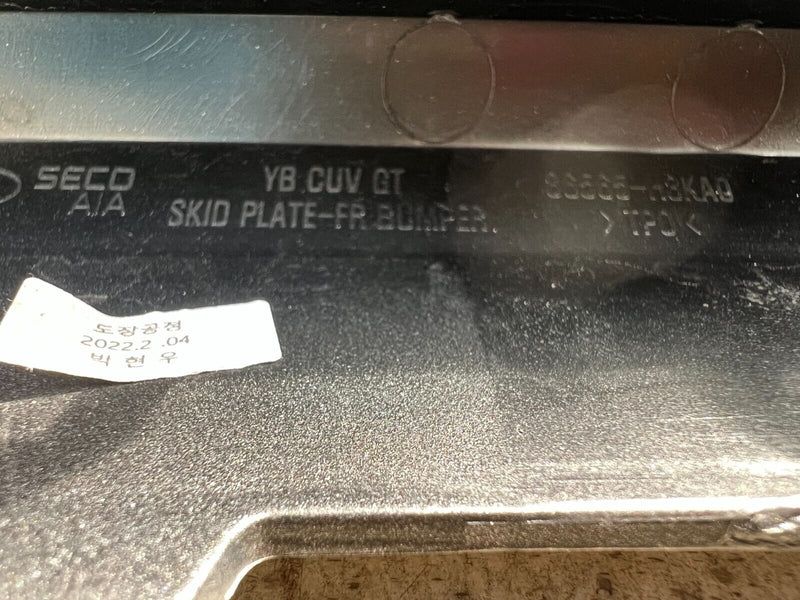 SECO
AIA
YB CUV GT
SKID PLATE-FR BUMPER
>TPO<
도장공정
2022.2 .04
박 현 우